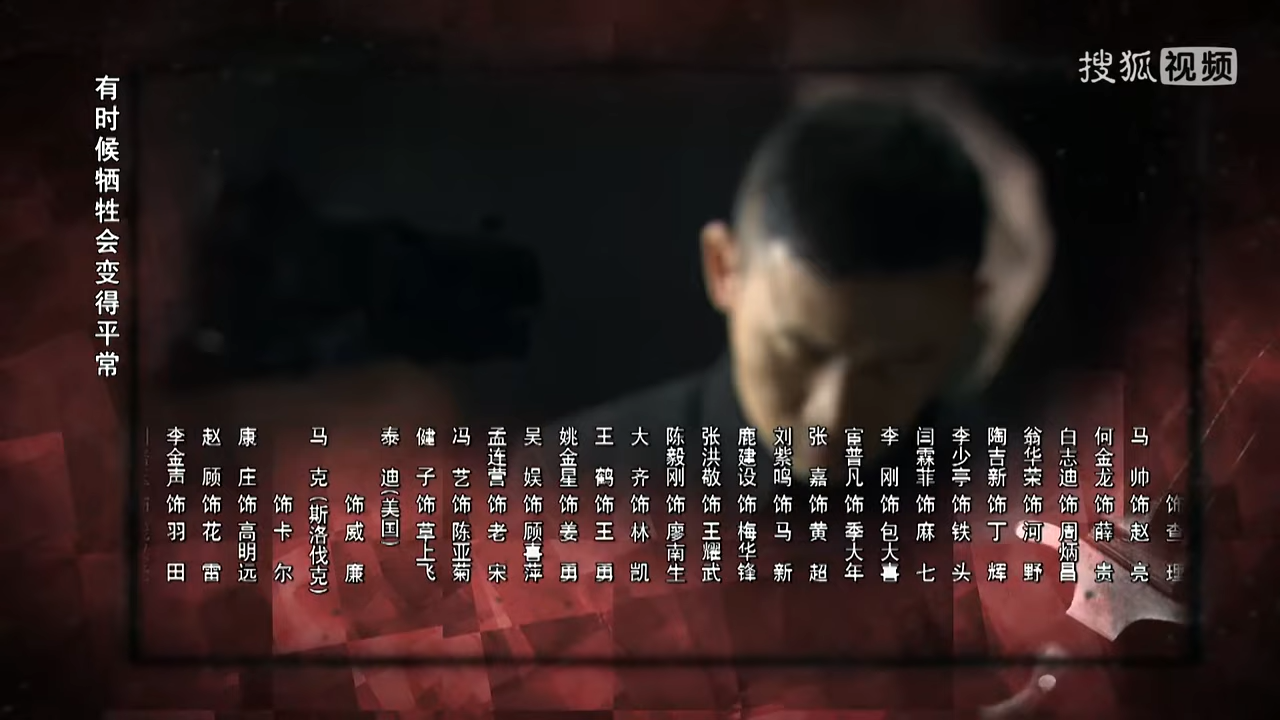 搜狐视频
饰查理
马帅饰赵亮
何金龙饰薛贵
白志迪饰周炳昌
翁华荣饰河野
陶吉新饰丁辉
李少亭饰铁头
闫霖菲饰麻七
李刚饰包大喜
宦普凡饰季大年
张嘉饰黄超
刘紫鸣饰马新
鹿建设饰梅华锋
张洪敬饰王耀武
陈毅刚饰廖南生
大齐饰林凯
王鹤饰王勇
姚金星饰姜勇
吴娱饰顾喜萍
孟连营饰老宋
冯艺饰陈亚菊
健子饰草上飞
泰迪(美国)
饰威廉
马克(斯洛伐克)
饰卡尔
康庄饰高明远
赵顾饰花雷
李金声饰羽田
有时候牺牲会变得平常